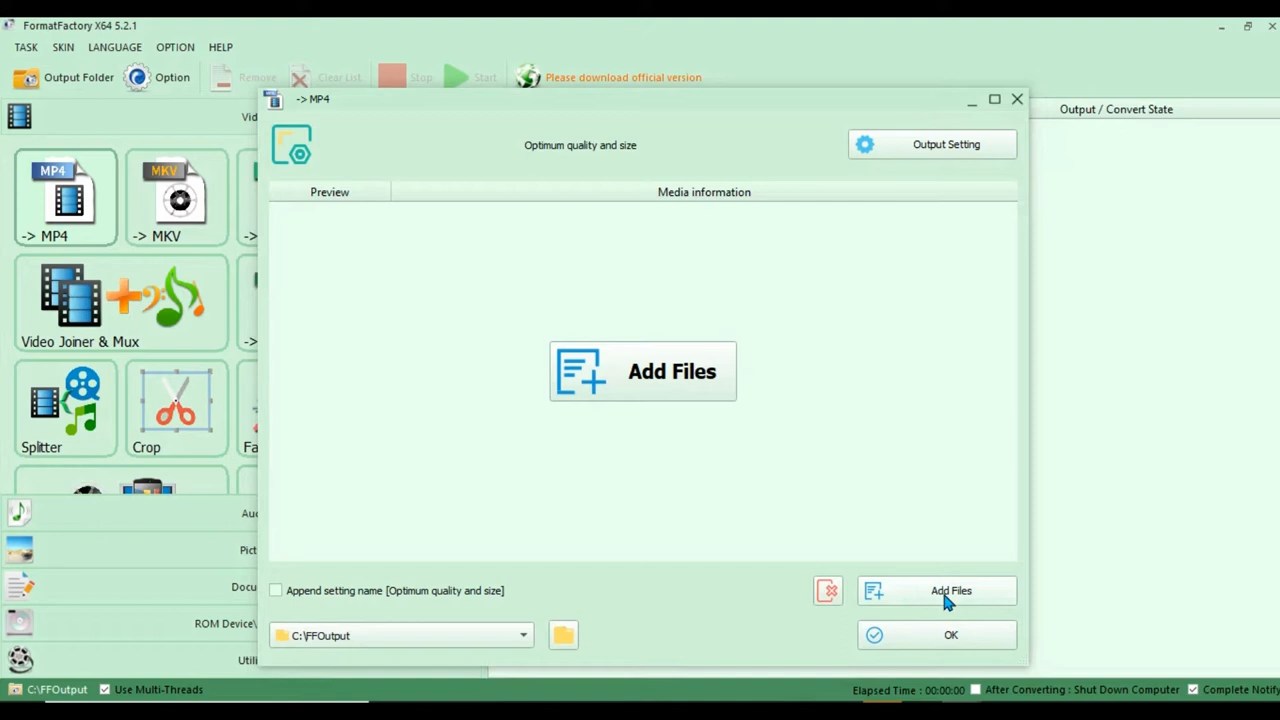 FormatFactory X64 5.2.1
TASK SKIN LANGUAGE OPTION HELP
Output Folder Option Remove Clear List Stop Start Please download official version
-> MP4
Output / Convert State
Optimum quality and size
Output Setting
Preview Media information
MP4 MKV
-> MP4 -> MKV
Video Joiner & Mux
Add Files
Splitter Crop
Append setting name [Optimum quality and size]
Add Files
ROM Device\
C:\FFOutput
OK
C:\FFOutput Use Multi-Threads Elapsed Time : 00:00:00 After Converting : Shut Down Computer Complete Notify